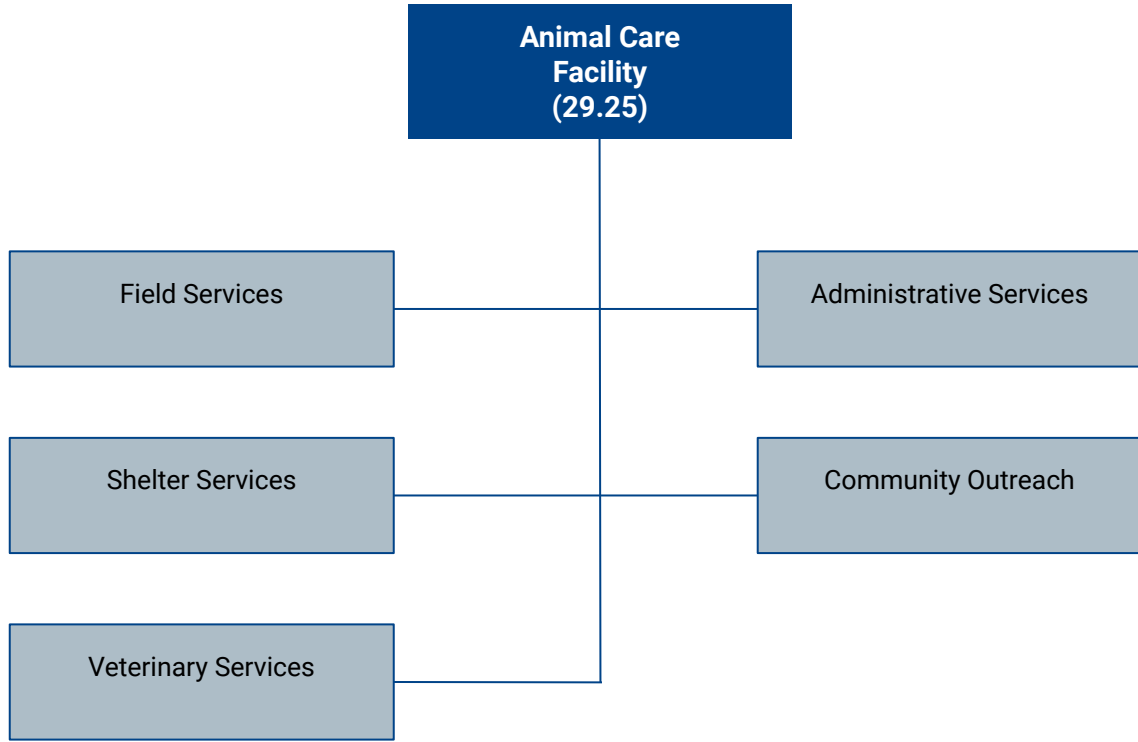 Animal Care
Facility
(29.25)
Field Services
Administrative Services
Shelter Services
Community Outreach
Veterinary Services